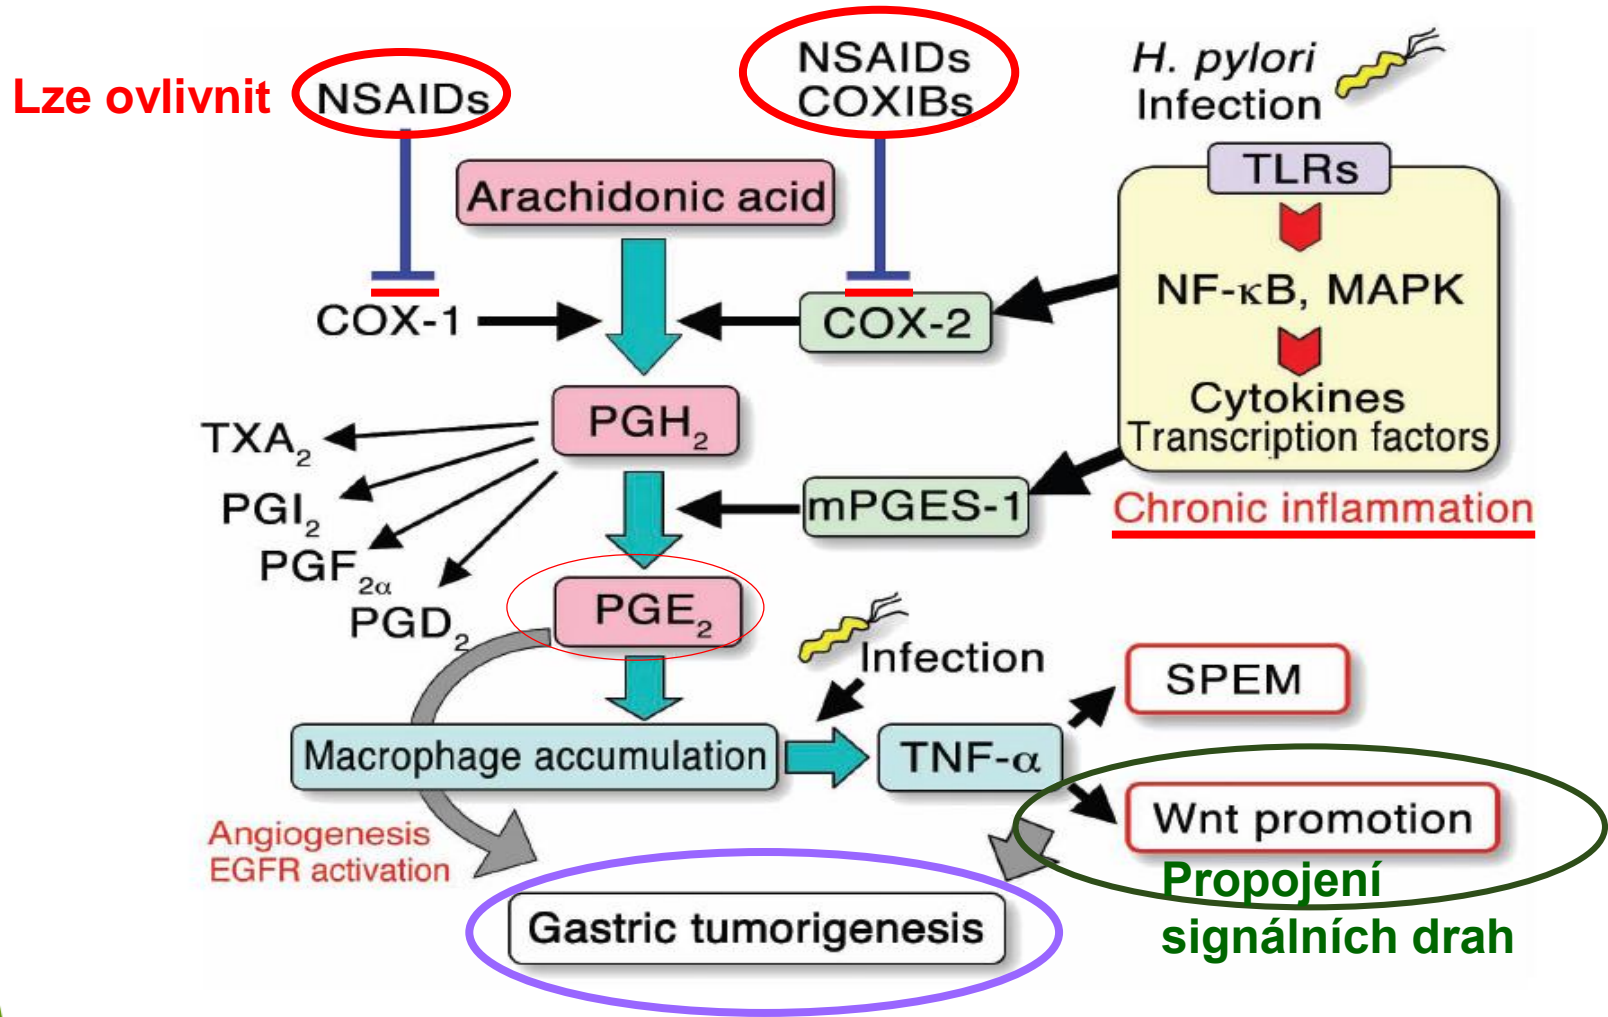 Lze ovlivnit
NSAIDs
NSAIDs
COXIBs
H. pylori
Infection
Arachidonic acid
TLRs
NF-κB, MAPK
Cytokines
Transcription factors
Chronic inflammation
COX-1
COX-2
PGH₂
TXA₂
PGI₂
PGF₂α
PGD₂
mPGES-1
PGE₂
Infection
Macrophage accumulation
TNF-α
SPEM
Wnt promotion
Propojení
signálních drah
Angiogenesis
EGFR activation
Gastric tumorigenesis